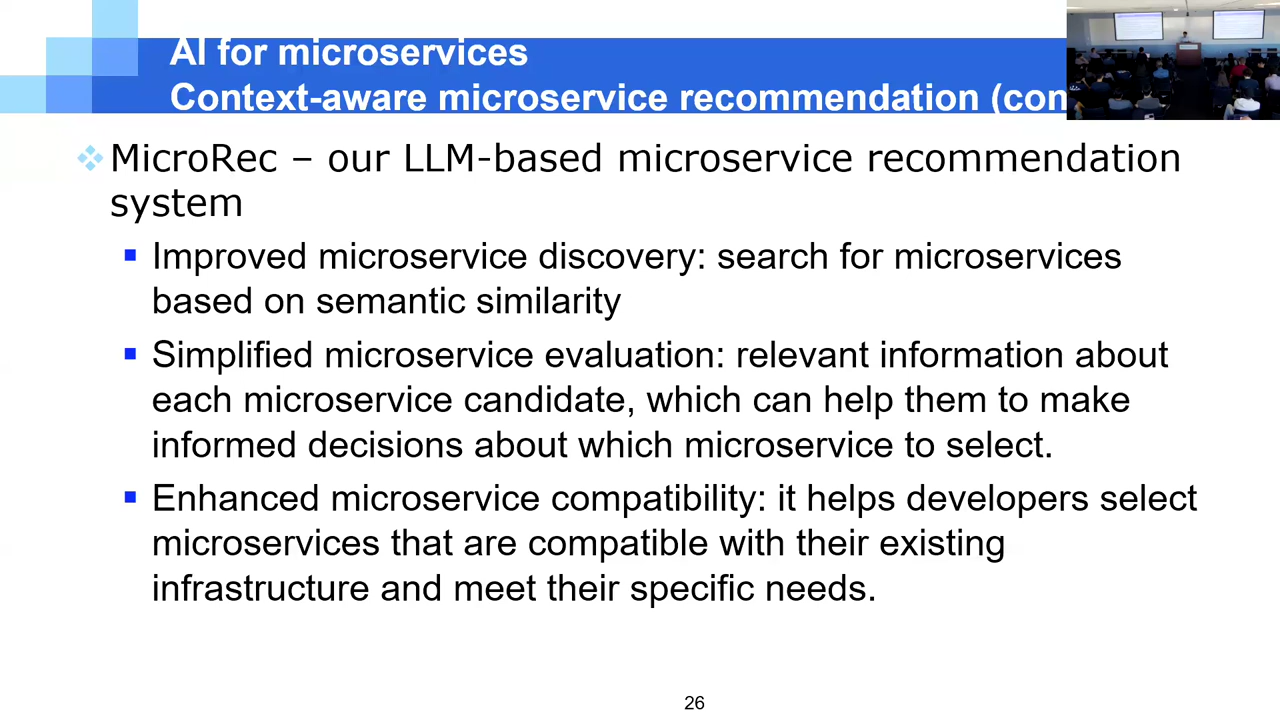 AI for microservices
Context-aware microservice recommendation (con
MicroRec – our LLM-based microservice recommendation
system
Improved microservice discovery: search for microservices
based on semantic similarity
Simplified microservice evaluation: relevant information about
each microservice candidate, which can help them to make
informed decisions about which microservice to select.
Enhanced microservice compatibility: it helps developers select
microservices that are compatible with their existing
infrastructure and meet their specific needs.
26